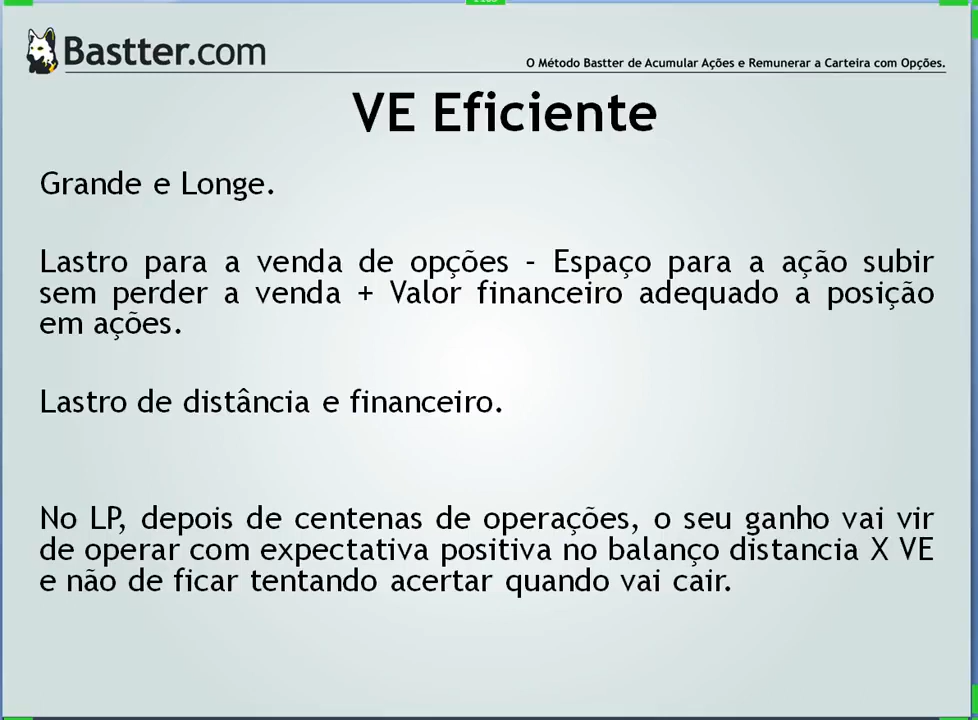 Bastter.com
O Método Bastter de Acumular Ações e Remunerar a Carteira com Opções.
VE Eficiente
Grande e Longe.
Lastro para a venda de opções – Espaço para a ação subir
sem perder a venda + Valor financeiro adequado a posição
em ações.
Lastro de distância e financeiro.
No LP, depois de centenas de operações, o seu ganho vai vir
de operar com expectativa positiva no balanço distancia X VE
e não de ficar tentando acertar quando vai cair.